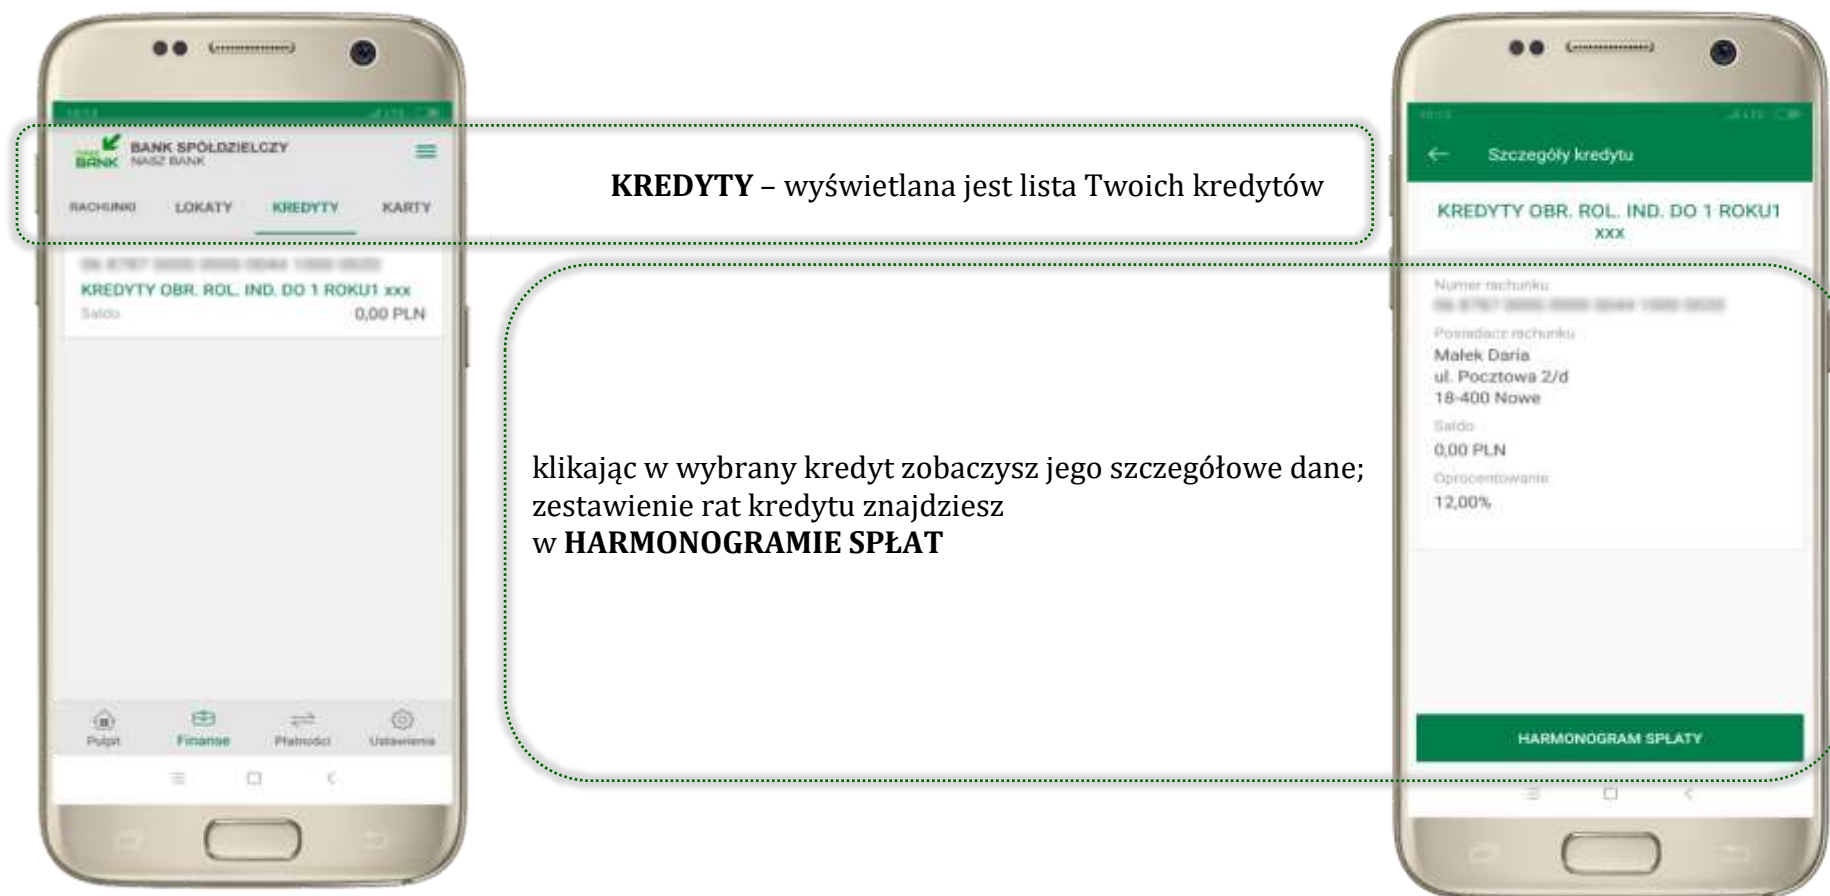 BANK SPÓŁDZIELCZY
NASZ BANK
BANK
RACHUNKI LOKATY KREDYTY KARTY
KREDYTY OBR. ROL. IND. DO 1 ROKU1 xxx
Saldo 0,00 PLN
Pulpit Finanse Płatności Ustawienia
KREDYTY – wyświetlana jest lista Twoich kredytów
klikając w wybrany kredyt zobaczysz jego szczegółowe dane;
zestawienie rat kredytu znajdziesz
w HARMONOGRAMIE SPŁAT
Szczegóły kredytu
KREDYTY OBR. ROL. IND. DO 1 ROKU1
xxx
Numer rachunku
Posiadacz rachunku
Małek Daria
ul. Pocztowa 2/d
18-400 Nowe
Saldo
0,00 PLN
Oprocentowanie
12,00%
HARMONOGRAM SPŁATY